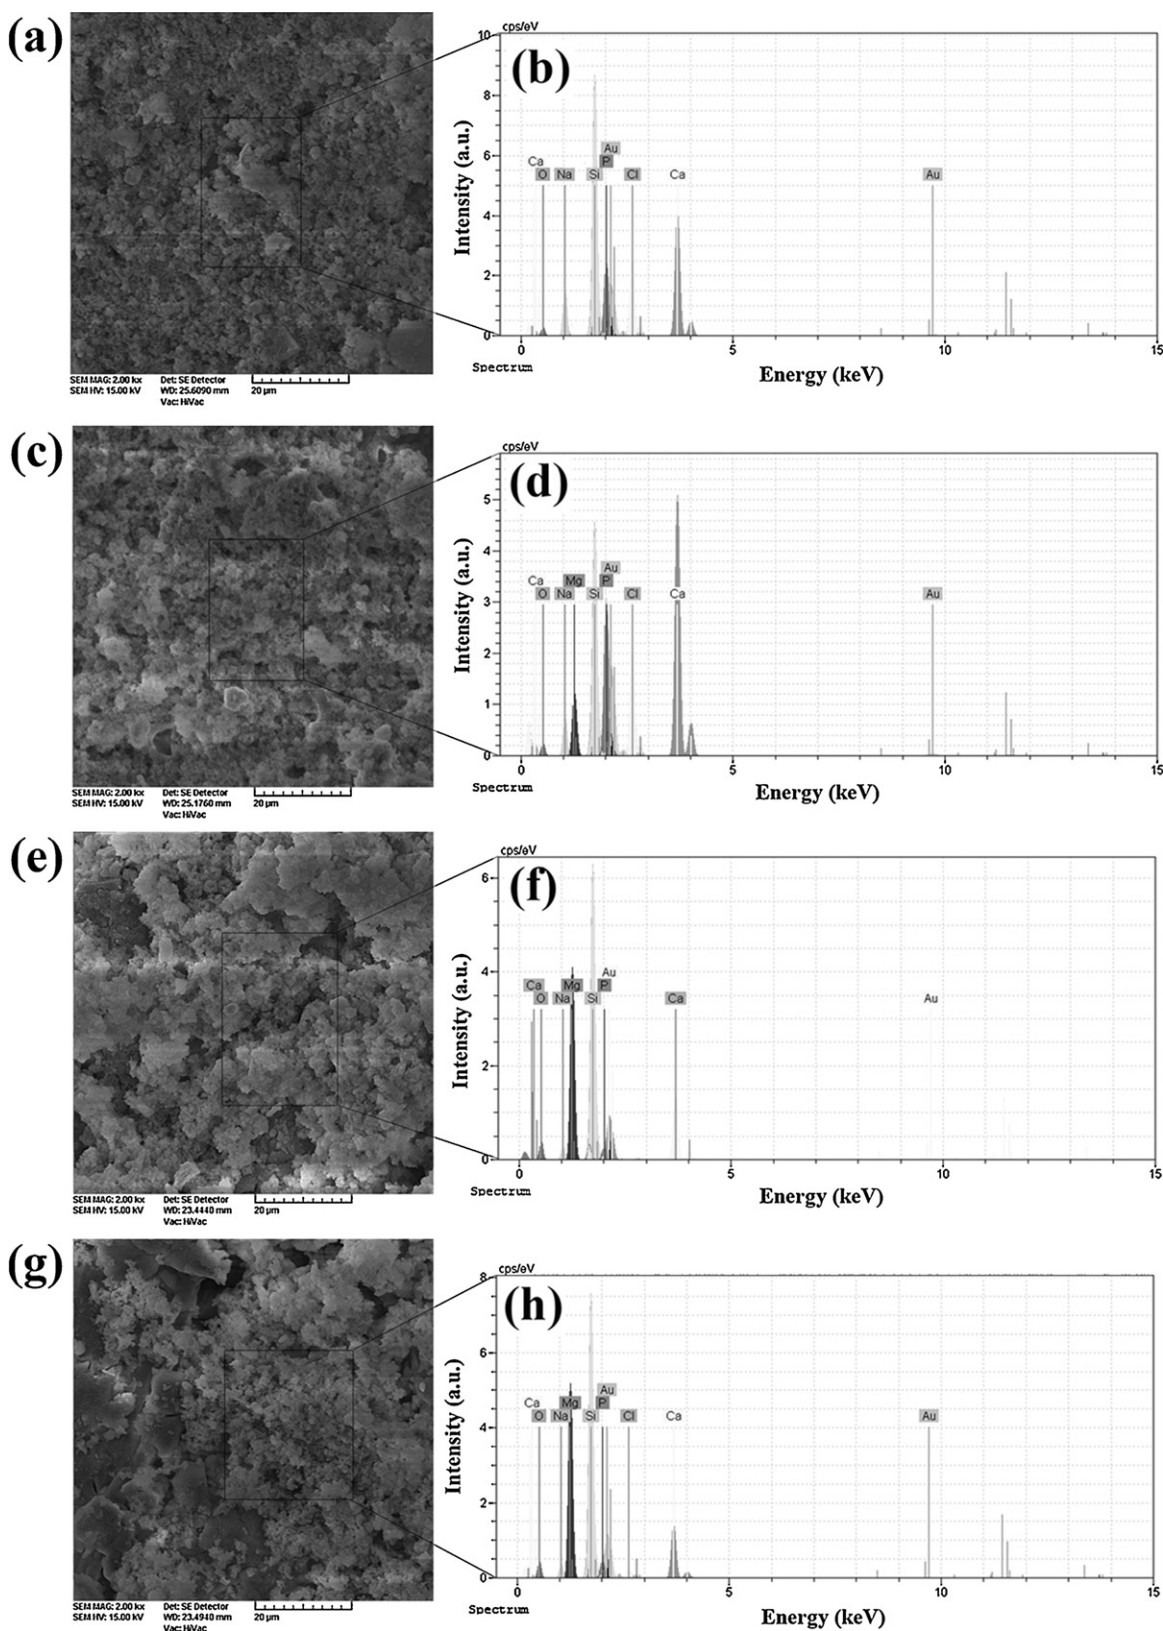 (a)
SEM MAG: 2.00 kx Det: SE Detector
SEM HV: 15.00 kV WD: 25.6090 mm 20 µm
Vac: HiVac
(b)
cps/eV
10
8
6
4
2
0
Intensity (a.u.)
Au
Ca P
O Na Si Cl Ca Au
0 5 10 15
Spectrum
Energy (keV)
(c)
SEM MAG: 2.00 kx Det: SE Detector
SEM HV: 15.00 kV WD: 25.1760 mm 20 µm
Vac: HiVac
(d)
cps/eV
5
4
3
2
1
0
Intensity (a.u.)
Au
Ca Mg P
O Na Si Cl Ca Au
0 5 10 15
Spectrum
Energy (keV)
(e)
SEM MAG: 2.00 kx Det: SE Detector
SEM HV: 15.00 kV WD: 23.4440 mm 20 µm
Vac: HiVac
(f)
cps/eV
6
4
2
0
Intensity (a.u.)
Au
Ca Mg P
O Na Si Ca Au
0 5 10 15
Spectrum
Energy (keV)
(g)
SEM MAG: 2.00 kx Det: SE Detector
SEM HV: 15.00 kV WD: 23.4940 mm 20 µm
Vac: HiVac
(h)
cps/eV
8
6
4
2
0
Intensity (a.u.)
Au
Ca Mg P
O Na Si Cl Ca Au
0 5 10 15
Spectrum
Energy (keV)